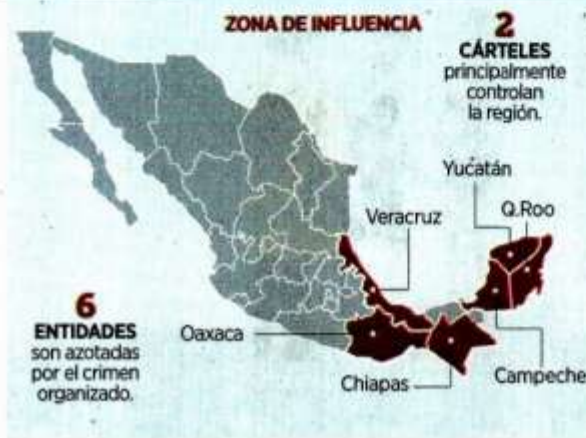 ZONA DE INFLUENCIA
2
CÁRTELES
principalmente
controlan
la región.
Yucatán
Q.Roo
Veracruz
6
ENTIDADES
son azotadas
por el crimen
organizado.
Oaxaca
Chiapas
Campeche